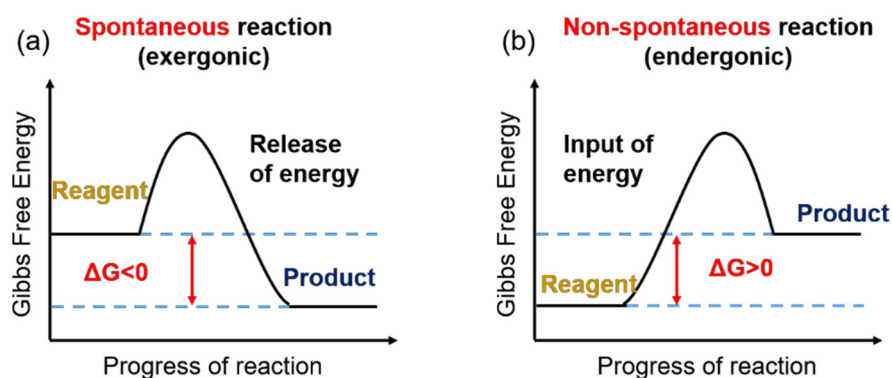 (a)
Spontaneous reaction
(exergonic)
Gibbs Free Energy
Reagent
Release
of energy
ΔG<0
Product
Progress of reaction
(b)
Non-spontaneous reaction
(endergonic)
Gibbs Free Energy
Input of
energy
Product
ΔG>0
Reagent
Progress of reaction